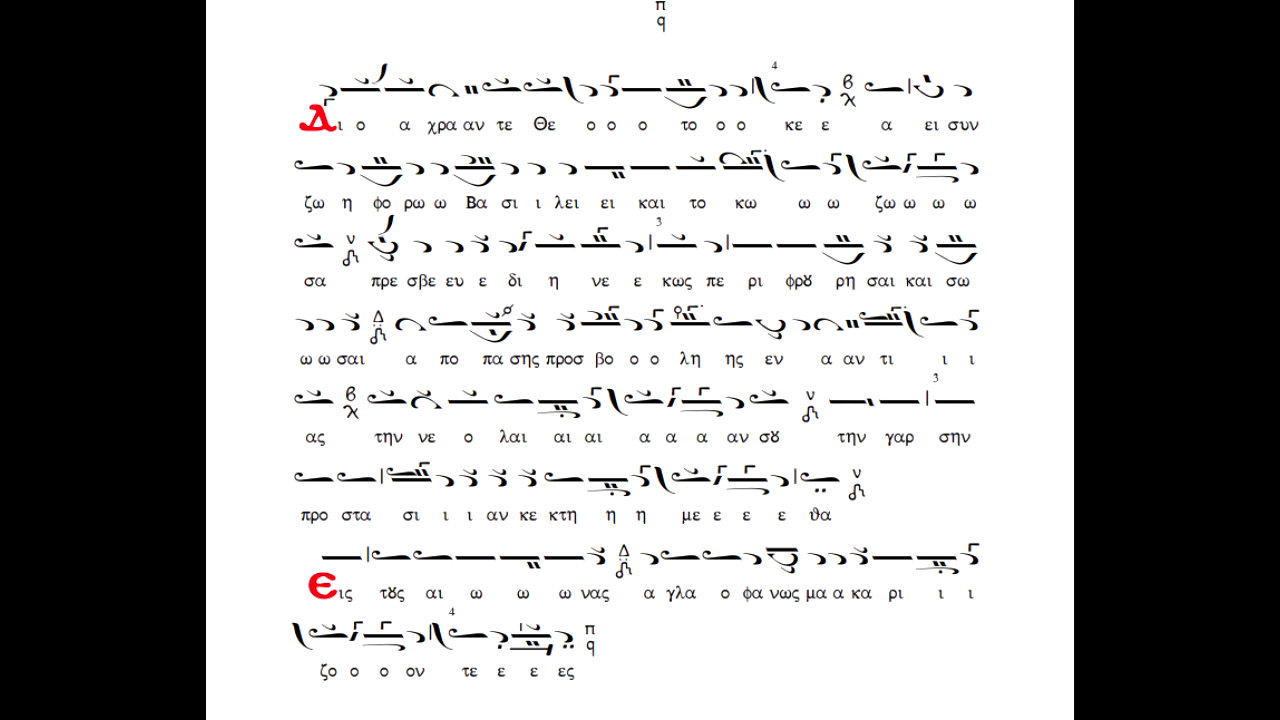 π
q
4
β
Δι ο α χρα αν τε Θε ο ο ο το ο ο κε ε α ει συν
ζω η φο ρω ω Βα σι ι λει ει και το κω ω ω ζω ω ω ω
3
ν
σα πρε σβε ευ ε δι η νε ε κως πε ρι φρȣ ρη σαι και σω
Δ
ω ω σαι α πο πα σης προσ βο ο ο λη ης εν α αν τι ι ι
β ν 3
ας την νε ο λαι αι αι α α α αν σȣ την γαρ σην
ν
προ στα σι ι ι αν κε κτη η η με ε ε ε θα
Δ
Εις τȣς αι ω ω ω νας α γλα ο φα νως μα α κα ρι ι ι
4
π
q
ζο ο ο ον τε ε ε ες